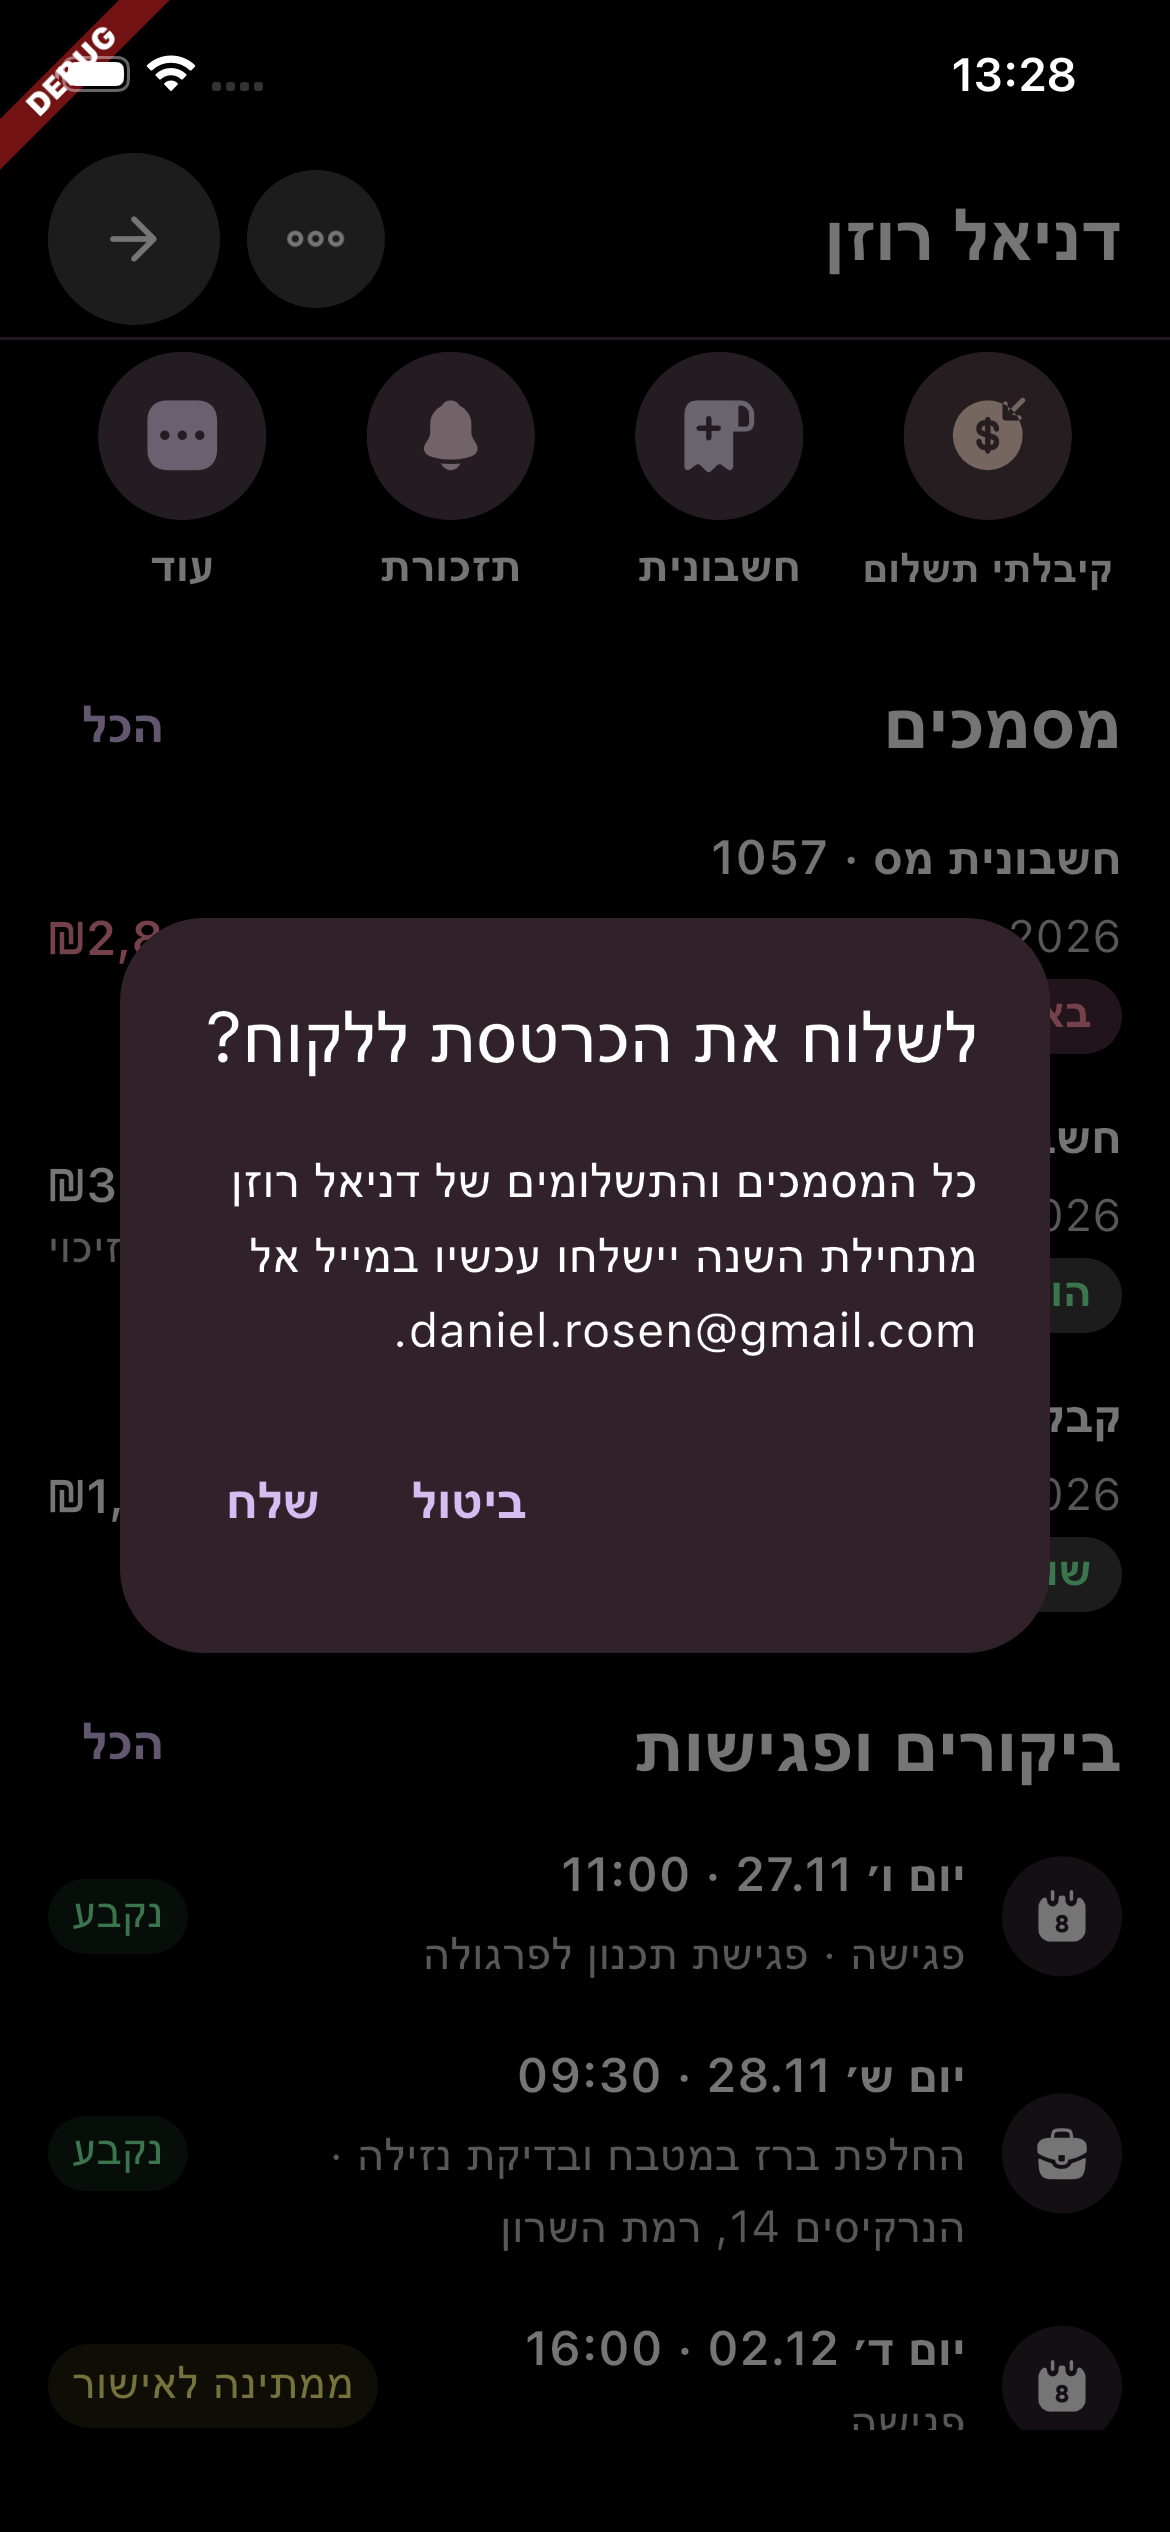 DEBUG
13:28
דניאל רוזן
קיבלתי תשלום
חשבונית
תזכורת
עוד
מסמכים
הכל
חשבונית מס · 1057
2026
לשלוח את הכרטסת ללקוח?
כל המסמכים והתשלומים של דניאל רוזן
מתחילת השנה יישלחו עכשיו במייל אל
daniel.rosen@gmail.com.
ביטול
שלח
ביקורים ופגישות
הכל
יום ו׳ 27.11 · 11:00
פגישה · פגישת תכנון לפרגולה
נקבע
יום ש׳ 28.11 · 09:30
החלפת ברז במטבח ובדיקת נזילה ·
הנרקיסים 14, רמת השרון
נקבע
יום ד׳ 02.12 · 16:00
פגישה
ממתינה לאישור